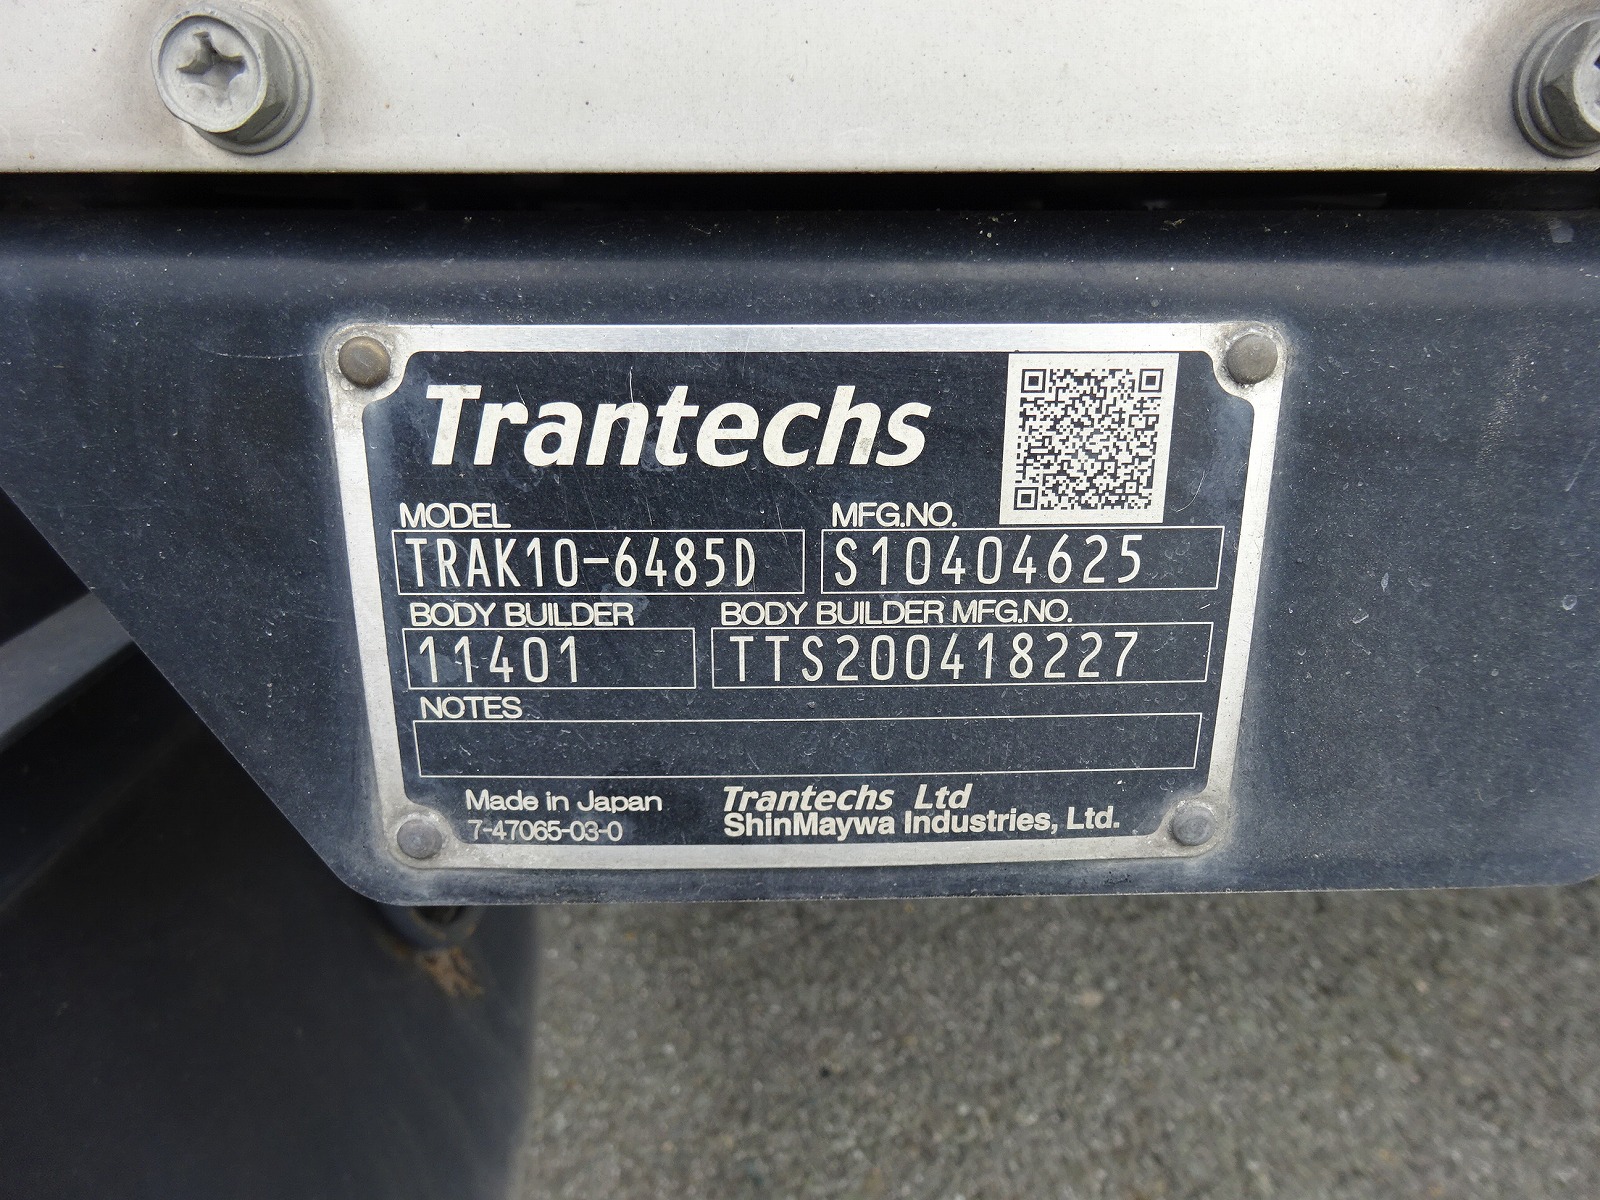 Trantechs
MODEL MFG.NO.
TRAK10-6485D S10404625
BODY BUILDER BODY BUILDER MFG.NO.
11401 TTS200418227
NOTES
Made in Japan Trantechs Ltd
7-47065-03-0 ShinMaywa Industries, Ltd.